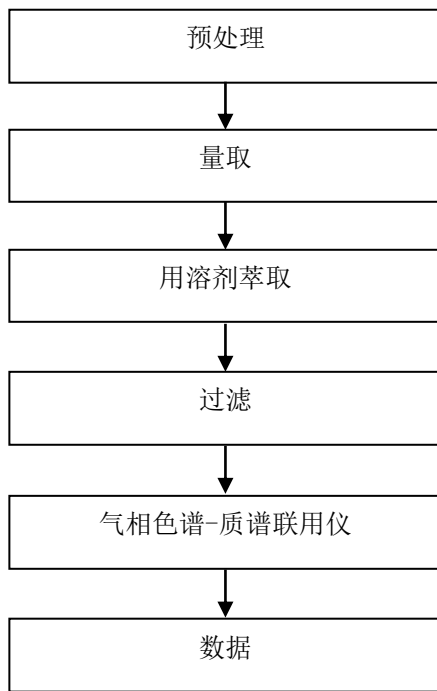 预处理
量取
用溶剂萃取
过滤
气相色谱-质谱联用仪
数据